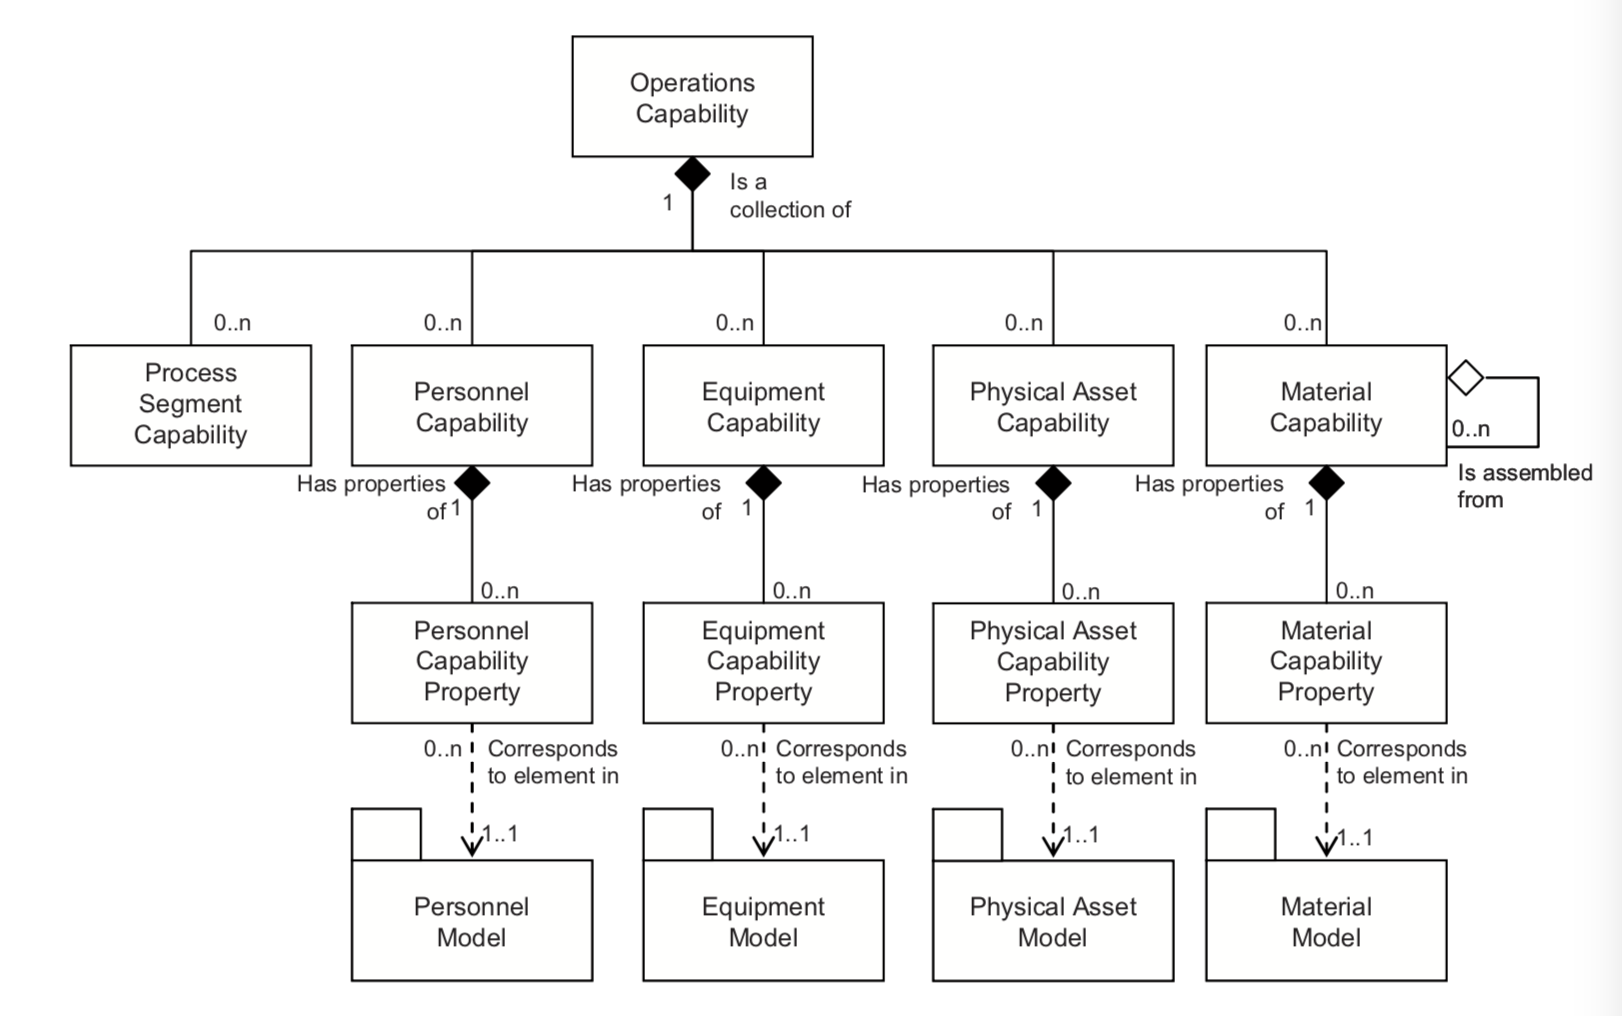 Operations
Capability
1
Is a
collection of
0..n
0..n
0..n
0..n
0..n
Process
Segment
Capability
Personnel
Capability
Equipment
Capability
Physical Asset
Capability
Material
Capability
0..n
Is assembled
from
Has properties
of
1
Has properties
of
1
Has properties
of
1
Has properties
of
1
0..n
0..n
0..n
0..n
Personnel
Capability
Property
Equipment
Capability
Property
Physical Asset
Capability
Property
Material
Capability
Property
0..n
Corresponds
to element in
0..n
Corresponds
to element in
0..n
Corresponds
to element in
0..n
Corresponds
to element in
1..1
1..1
1..1
1..1
Personnel
Model
Equipment
Model
Physical Asset
Model
Material
Model